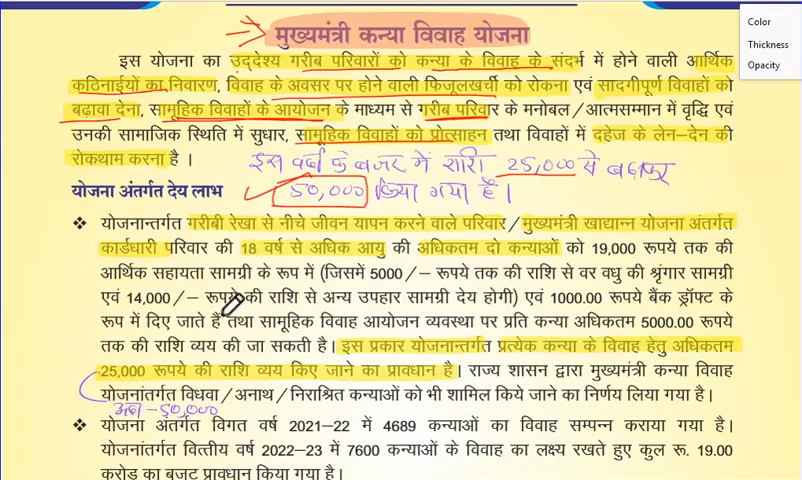 Color
Thickness
Opacity
मुख्यमंत्री कन्या विवाह योजना
इस योजना का उद्देश्य गरीब परिवारों को कन्या के विवाह के संदर्भ में होने वाली आर्थिक
कठिनाईयों का निवारण, विवाह के अवसर पर होने वाली फिजूलखर्ची को रोकना एवं सादगीपूर्ण विवाहों को
बढ़ावा देना, सामूहिक विवाहों के आयोजन के माध्यम से गरीब परिवार के मनोबल/आत्मसम्मान में वृद्धि एवं
उनकी सामाजिक स्थिति में सुधार, सामूहिक विवाहों को प्रोत्साहन तथा विवाहों में दहेज के लेन-देन की
रोकथाम करना है ।
इस वर्ष के बजट में राशि 25,000 से बढ़ाकर
50,000 किया गया है ।
योजना अंतर्गत देय लाभ
❖ योजनान्तर्गत गरीबी रेखा से नीचे जीवन यापन करने वाले परिवार/मुख्यमंत्री खाद्यान्न योजना अंतर्गत
कार्डधारी परिवार की 18 वर्ष से अधिक आयु की अधिकतम दो कन्याओं को 19,000 रूपये तक की
आर्थिक सहायता सामग्री के रूप में (जिसमें 5000/- रूपये तक की राशि से वर वधु की श्रृंगार सामग्री
एवं 14,000/- रूपये की राशि से अन्य उपहार सामग्री देय होगी) एवं 1000.00 रूपये बैंक ड्रॉफ्ट के
रूप में दिए जाते हैं तथा सामूहिक विवाह आयोजन व्यवस्था पर प्रति कन्या अधिकतम 5000.00 रूपये
तक की राशि व्यय की जा सकती है। इस प्रकार योजनान्तर्गत प्रत्येक कन्या के विवाह हेतु अधिकतम
25,000 रूपये की राशि व्यय किए जाने का प्रावधान है। राज्य शासन द्वारा मुख्यमंत्री कन्या विवाह
योजनांतर्गत विधवा/अनाथ/निराश्रित कन्याओं को भी शामिल किये जाने का निर्णय लिया गया है।
अब - 50,000
❖ योजना अंतर्गत विगत वर्ष 2021-22 में 4689 कन्याओं का विवाह सम्पन्न कराया गया है।
योजनांतर्गत वित्तीय वर्ष 2022-23 में 7600 कन्याओं के विवाह का लक्ष्य रखते हुए कुल रू. 19.00
करोड़ का बजट प्रावधान किया गया है।